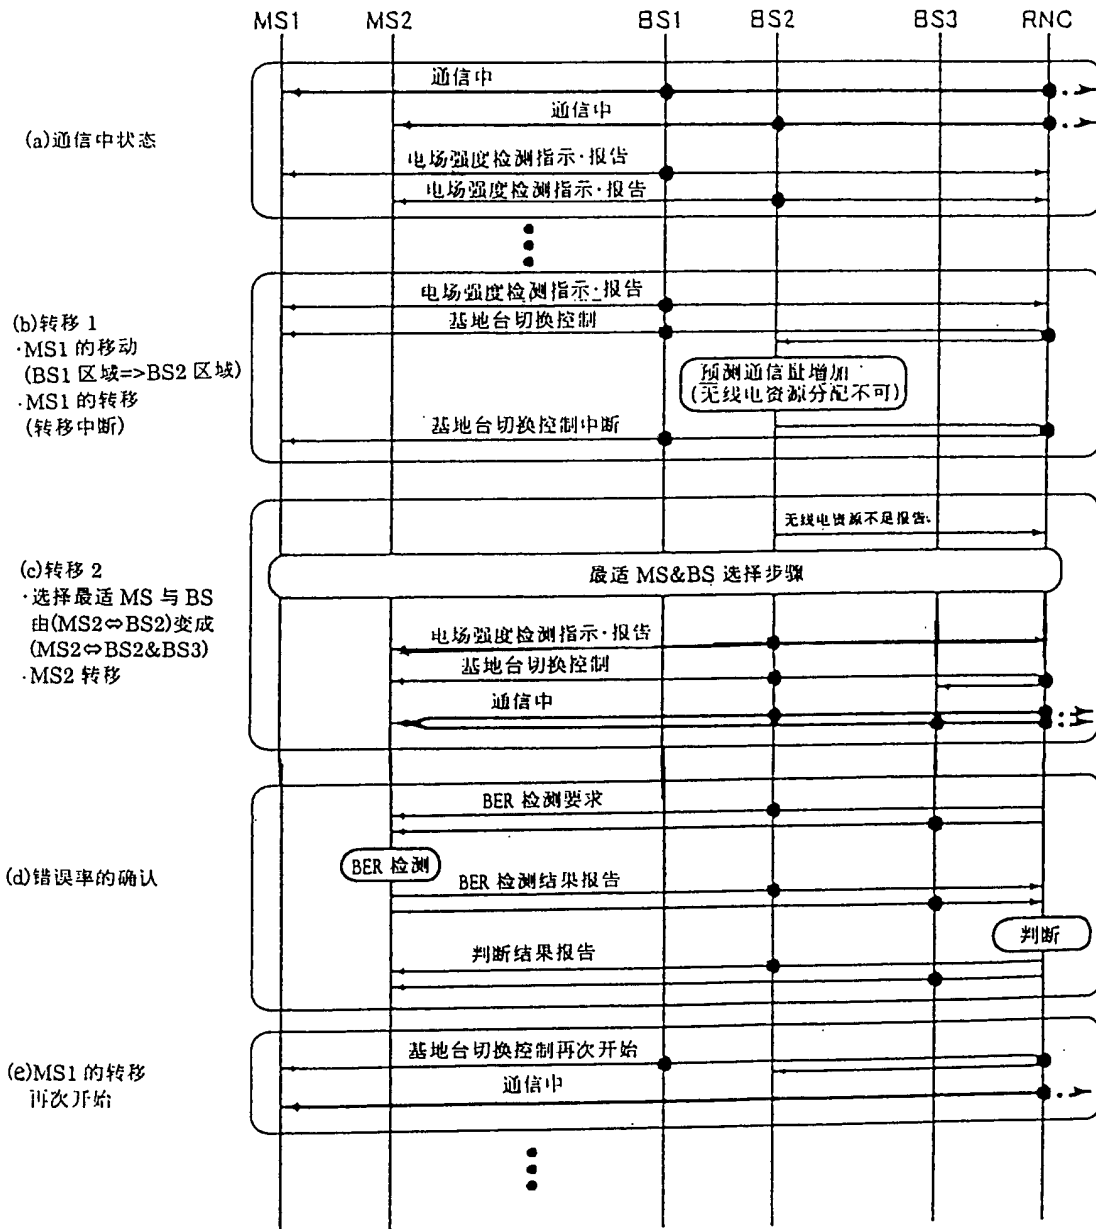 MS1 MS2 BS1 BS2 BS3 RNC
(a)通信中状态
通信中
通信中
电场强度检测指示·报告
电场强度检测指示·报告
(b)转移 1
·MS1 的移动
(BS1 区域=>BS2 区域)
·MS1 的转移
(转移中断)
电场强度检测指示·报告
基地台切换控制
预测通信量增加
(无线电资源分配不可)
基地台切换控制中断
(c)转移 2
·选择最适 MS 与 BS
由(MS2⇔BS2)变成
(MS2⇔BS2&BS3)
·MS2 转移
无线电资源不足报告.
最适 MS&BS 选择步骤
电场强度检测指示·报告
基地台切换控制
通信中
(d)错误率的确认
BER 检测要求
BER 检测
BER 检测结果报告
判断
判断结果报告
(e)MS1 的转移
再次开始
基地台切换控制再次开始
通信中